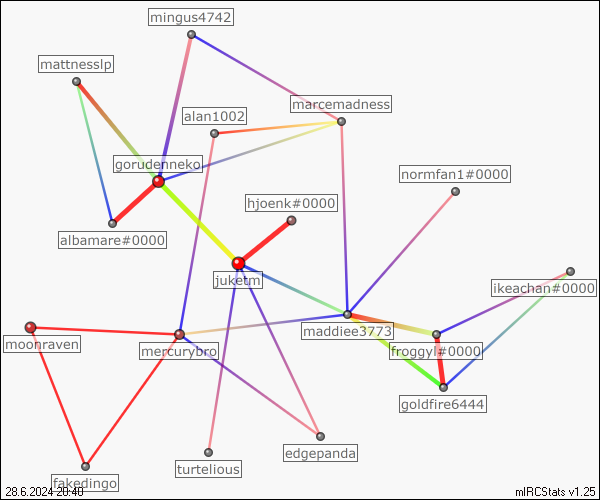 mingus4742
mattnesslp
marcemadness
alan1002
gorudenneko
normfan1#0000
hjoenk#0000
albamare#0000
juketm
ikeachan#0000
maddiee3773
moonraven
mercurybro
froggyl#0000
goldfire6444
edgepanda
turtelious
fakedingo
28.6.2024 20:40
mIRCStats v1.25